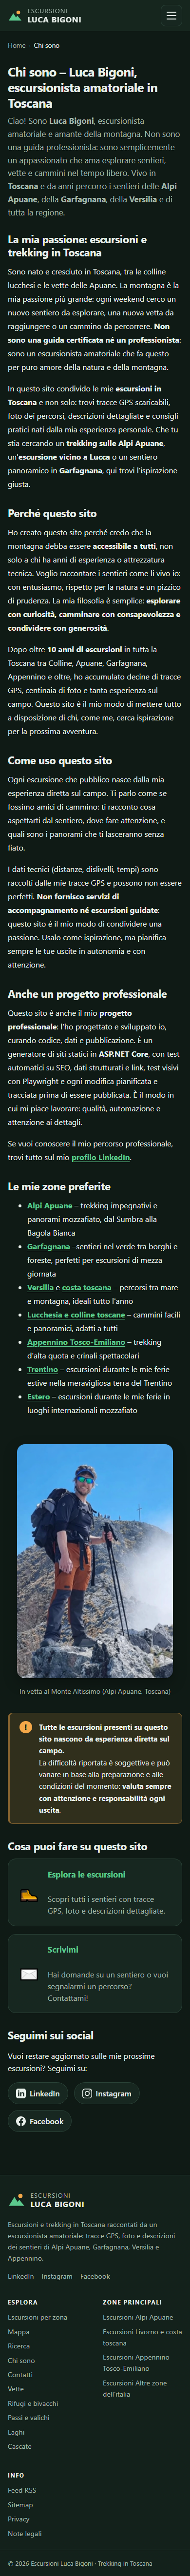 ESCURSIONI
LUCA BIGONI
Home · Chi sono
Chi sono – Luca Bigoni,
escursionista amatoriale in
Toscana
Ciao! Sono Luca Bigoni, escursionista
amatoriale e amante della montagna. Non sono
una guida professionista: sono semplicemente
un appassionato che ama esplorare sentieri,
vette e cammini nel tempo libero. Vivo in
Toscana e da anni percorro i sentieri delle Alpi
Apuane, della Garfagnana, della Versilia e di
tutta la regione.
La mia passione: escursioni e
trekking in Toscana
Sono nato e cresciuto in Toscana, tra le colline
lucchesi e le vette delle Apuane. La montagna è la
mia passione più grande: ogni weekend cerco un
nuovo sentiero da esplorare, una nuova vetta da
raggiungere o un cammino da percorrere. Non
sono una guida certificata né un professionista:
sono un escursionista amatoriale che fa questo
per puro amore della natura e della montagna.
In questo sito condivido le mie escursioni in
Toscana e non solo: trovi tracce GPS scaricabili,
foto dei percorsi, descrizioni dettagliate e consigli
pratici nati dalla mia esperienza personale. Che tu
stia cercando un trekking sulle Alpi Apuane,
un'escursione vicino a Lucca o un sentiero
panoramico in Garfagnana, qui trovi l'ispirazione
giusta.
Perché questo sito
Ho creato questo sito perché credo che la
montagna debba essere accessibile a tutti, non
solo a chi ha anni di esperienza o attrezzatura
tecnica. Voglio raccontare i sentieri come li vivo io:
con entusiasmo, rispetto per la natura e un pizzico
di prudenza. La mia filosofia è semplice: esplorare
con curiosità, camminare con consapevolezza e
condividere con generosità.
Dopo oltre 10 anni di escursioni in tutta la
Toscana tra Colline, Apuane, Garfagnana,
Appennino e oltre, ho accumulato decine di tracce
GPS, centinaia di foto e tanta esperienza sul
campo. Questo sito è il mio modo di mettere tutto
a disposizione di chi, come me, cerca ispirazione
per la prossima avventura.
Come uso questo sito
Ogni escursione che pubblico nasce dalla mia
esperienza diretta sul campo. Ti parlo come se
fossimo amici di cammino: ti racconto cosa
aspettarti dal sentiero, dove fare attenzione, e
quali sono i panorami che ti lasceranno senza
fiato.
I dati tecnici (distanze, dislivelli, tempi) sono
raccolti dalle mie tracce GPS e possono non essere
perfetti. Non fornisco servizi di
accompagnamento né escursioni guidate:
questo sito è il mio modo di condividere una
passione. Usalo come ispirazione, ma pianifica
sempre le tue uscite in autonomia e con
attenzione.
Anche un progetto professionale
Questo sito è anche il mio progetto
professionale: l'ho progettato e sviluppato io,
curando codice, dati e pubblicazione. È un
generatore di siti statici in ASP.NET Core, con test
automatici su SEO, dati strutturati e link, test visivi
con Playwright e ogni modifica pianificata e
tracciata prima di essere pubblicata. È il modo in
cui mi piace lavorare: qualità, automazione e
attenzione ai dettagli.
Se vuoi conoscere il mio percorso professionale,
trovi tutto sul mio profilo LinkedIn.
Le mie zone preferite
• Alpi Apuane – trekking impegnativi e
panorami mozzafiato, dal Sumbra alla
Bagola Bianca
• Garfagnana –sentieri nel verde tra borghi e
foreste, perfetti per escursioni di mezza
giornata
• Versilia e costa toscana – percorsi tra mare
e montagna, ideali tutto l'anno
• Lucchesia e colline toscane – cammini facili
e panoramici, adatti a tutti
• Appennino Tosco-Emiliano – trekking
d'alta quota e crinali spettacolari
• Trentino – escursioni durante le mie ferie
estive nella meravigliosa terra del Trentino
• Estero – escursioni durante le mie ferie in
luoghi internazionali mozzafiato
In vetta al Monte Altissimo (Alpi Apuane, Toscana)
!
Tutte le escursioni presenti su questo
sito nascono da esperienza diretta sul
campo.
La difficoltà riportata è soggettiva e può
variare in base alla preparazione e alle
condizioni del momento: valuta sempre
con attenzione e responsabilità ogni
uscita.
Cosa puoi fare su questo sito
Esplora le escursioni
Scopri tutti i sentieri con tracce
GPS, foto e descrizioni dettagliate.
Scrivimi
Hai domande su un sentiero o vuoi
segnalarmi un percorso?
Contattami!
Seguimi sui social
Vuoi restare aggiornato sulle mie prossime
escursioni? Seguimi su:
LinkedIn
Instagram
Facebook
ESCURSIONI
LUCA BIGONI
Escursioni e trekking in Toscana raccontati da un
escursionista amatoriale: tracce GPS, foto e descrizioni
dei sentieri di Alpi Apuane, Garfagnana, Versilia e
Appennino.
LinkedIn Instagram Facebook
ESPLORA
Escursioni per zona
Mappa
Ricerca
Chi sono
Contatti
Vette
Rifugi e bivacchi
Passi e valichi
Laghi
Cascate
ZONE PRINCIPALI
Escursioni Alpi Apuane
Escursioni Livorno e costa
toscana
Escursioni Appennino
Tosco-Emiliano
Escursioni Altre zone
dell'italia
INFO
Feed RSS
Sitemap
Privacy
Note legali
© 2026 Escursioni Luca Bigoni · Trekking in Toscana